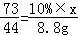 73/44 = 10% × x/8.8g